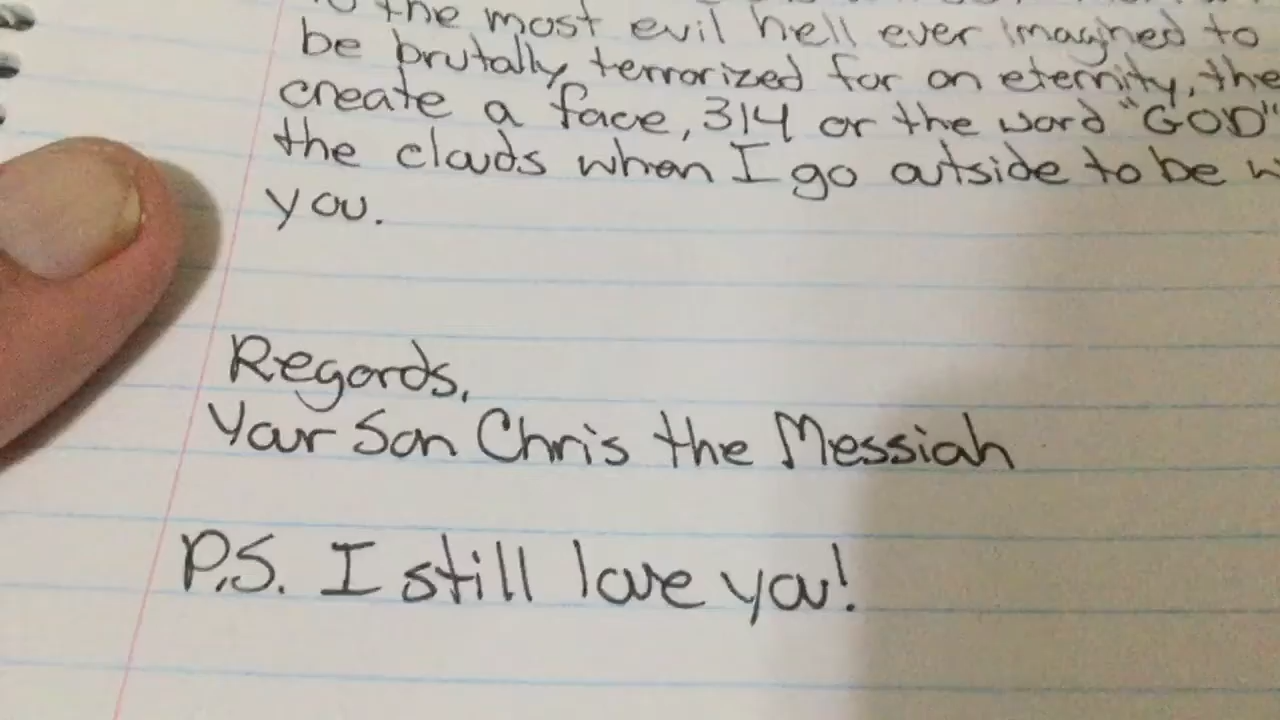 the most evil hell ever imagined to
be brutally terrorized for an eternity, the
create a face, 314 or the word "GOD"
the clouds when I go outside to be w
you.
Regards,
Your Son Chris the Messiah
P.S. I still love you!